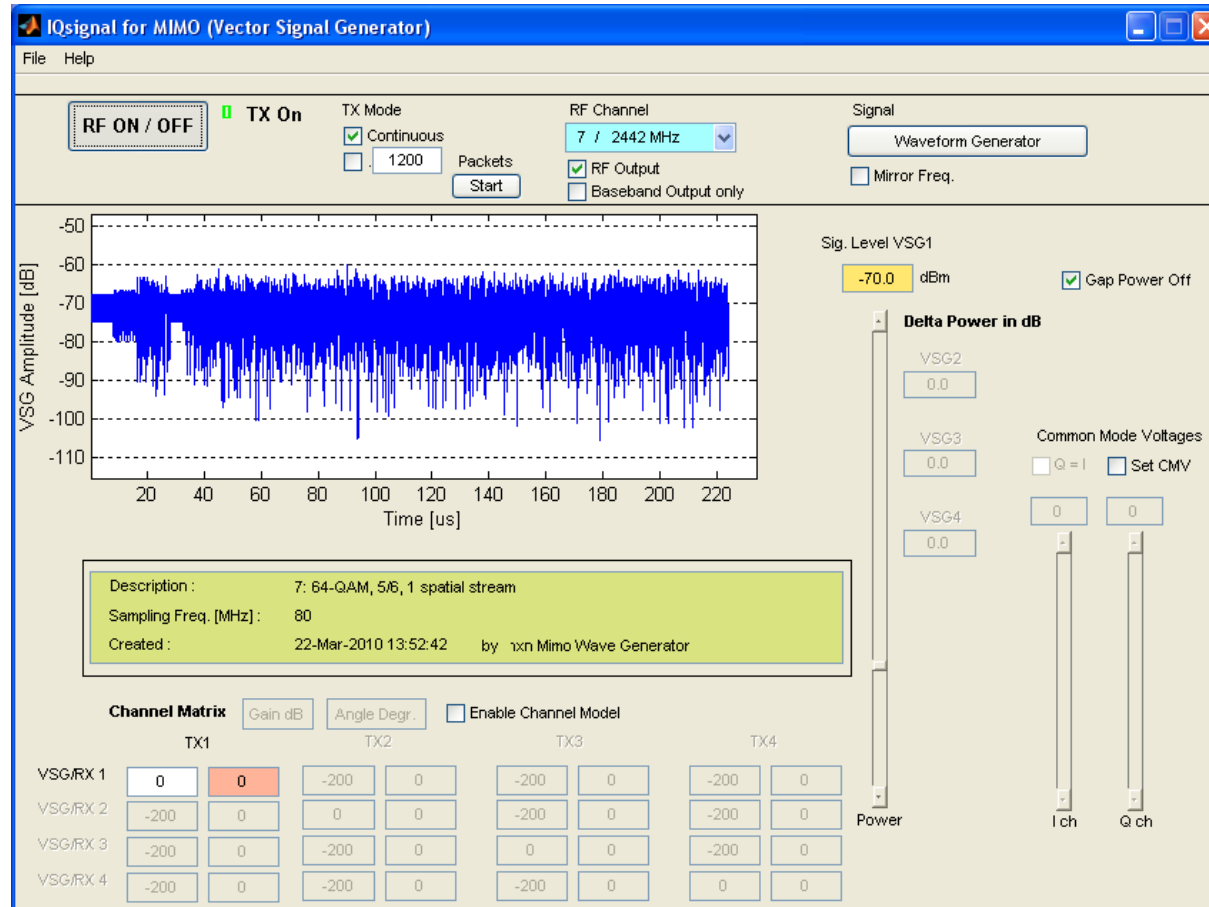 IQsignal for MIMO (Vector Signal Generator)
File Help
RF ON / OFF
TX On
TX Mode
Continuous
. 1200 Packets
Start
RF Channel
7 / 2442 MHz
RF Output
Baseband Output only
Signal
Waveform Generator
Mirror Freq.
VSG Amplitude [dB]
-50
-60
-70
-80
-90
-100
-110
20 40 60 80 100 120 140 160 180 200 220
Time [us]
Sig. Level VSG1
-70.0 dBm
Gap Power Off
Delta Power in dB
VSG2
0.0
VSG3
0.0
VSG4
0.0
Common Mode Voltages
Q = I Set CMV
0 0
Power
I ch Q ch
Description : 7: 64-QAM, 5/6, 1 spatial stream
Sampling Freq. [MHz] : 80
Created : 22-Mar-2010 13:52:42 by nxn Mimo Wave Generator
Channel Matrix Gain dB Angle Degr. Enable Channel Model
TX1 TX2 TX3 TX4
VSG/RX 1 0 0 -200 0 -200 0 -200 0
VSG/RX 2 -200 0 0 0 -200 0 -200 0
VSG/RX 3 -200 0 -200 0 0 0 -200 0
VSG/RX 4 -200 0 -200 0 -200 0 0 0